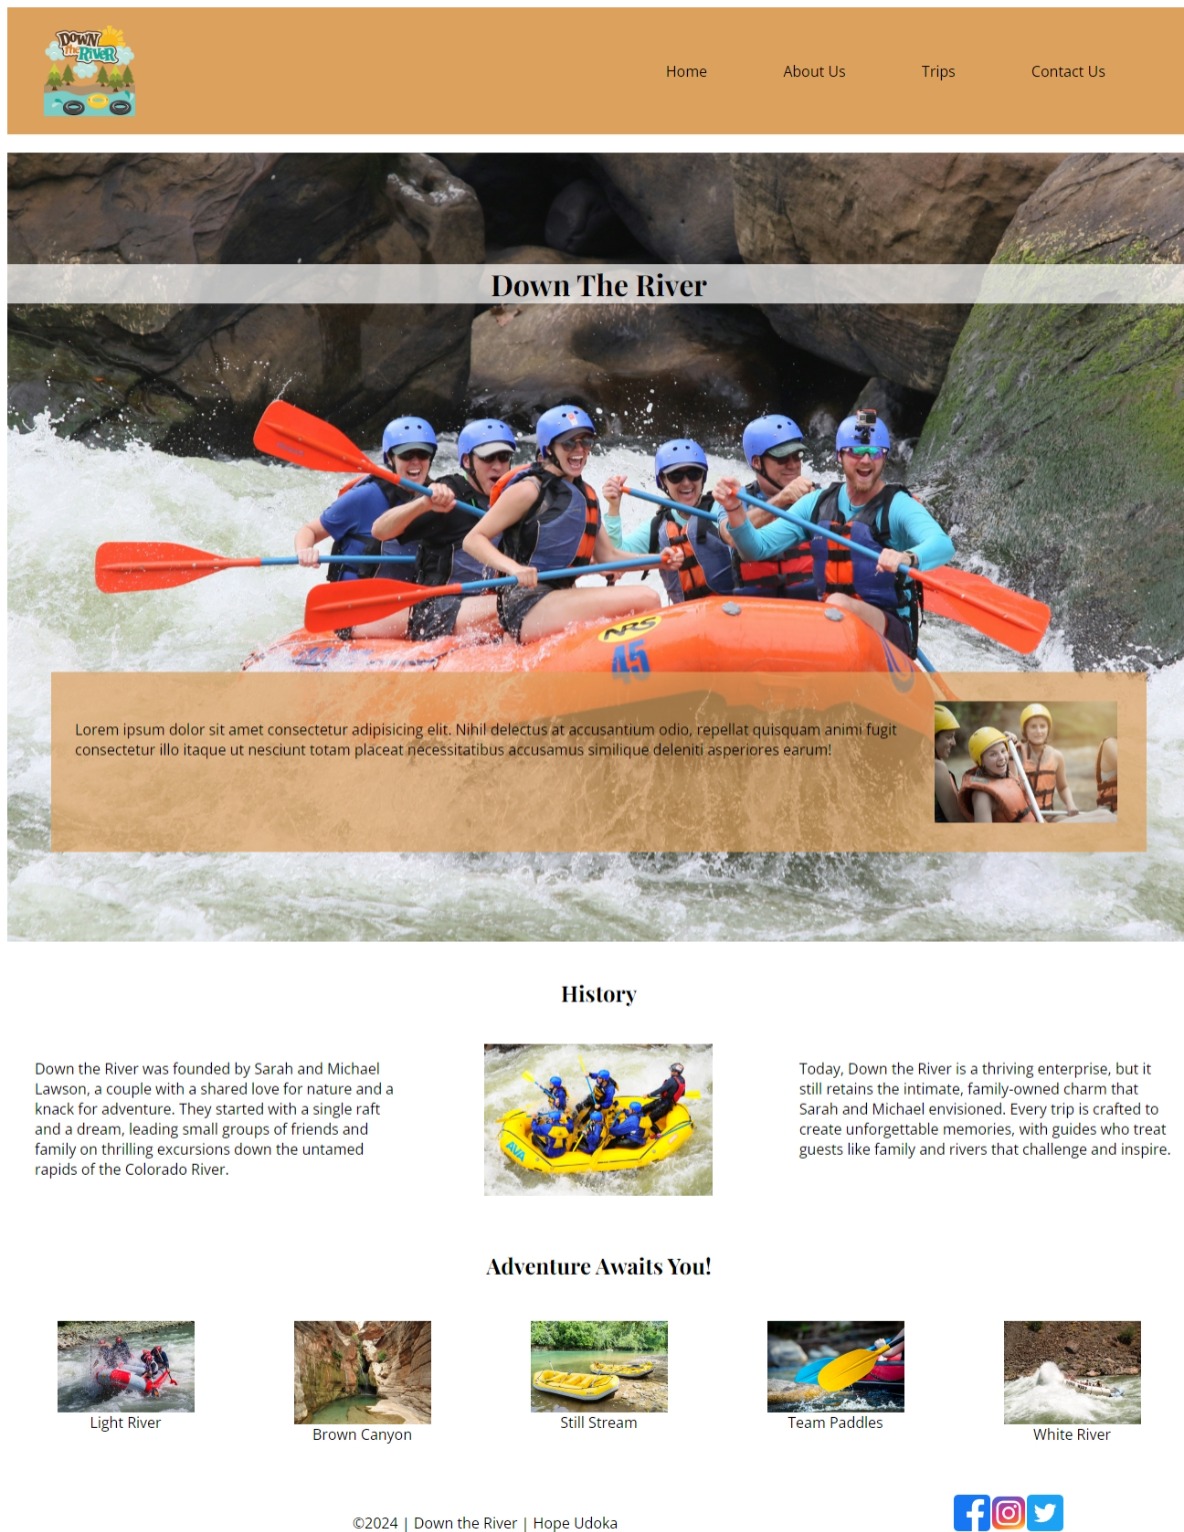 DOWN
THE
RIVER
Home About Us Trips Contact Us
Down The River
NRS
45
Lorem ipsum dolor sit amet consectetur adipisicing elit. Nihil delectus at accusantium odio, repellat quisquam animi fugit
consectetur illo itaque ut nesciunt totam placeat necessitatibus accusamus similique deleniti asperiores earum!
History
Down the River was founded by Sarah and Michael
Lawson, a couple with a shared love for nature and a
knack for adventure. They started with a single raft
and a dream, leading small groups of friends and
family on thrilling excursions down the untamed
rapids of the Colorado River.
AVA
Today, Down the River is a thriving enterprise, but it
still retains the intimate, family-owned charm that
Sarah and Michael envisioned. Every trip is crafted to
create unforgettable memories, with guides who treat
guests like family and rivers that challenge and inspire.
Adventure Awaits You!
Light River
Brown Canyon
Still Stream
Team Paddles
White River
©2024 | Down the River | Hope Udoka